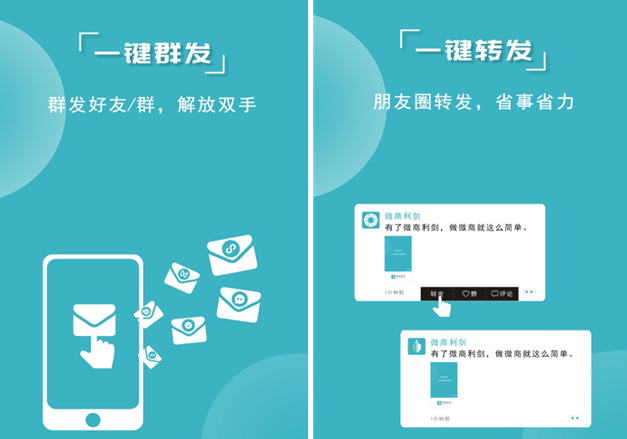 一键群发
群发好友/群，解放双手
一键转发
朋友圈转发，省事省力
微商利剑
有了微商利剑，做微商就这么简单。
1分钟前
转发 赞 评论
微商利剑
有了微商利剑，做微商就这么简单。
1分钟前